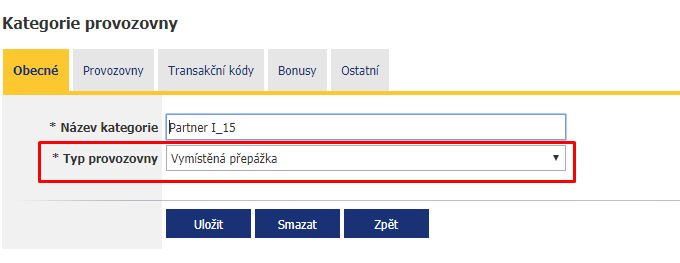 Kategorie provozovny
Obecné Provozovny Transakční kódy Bonusy Ostatní
* Název kategorie Partner I_15
* Typ provozovny Vymístěná přepážka
Uložit Smazat Zpět